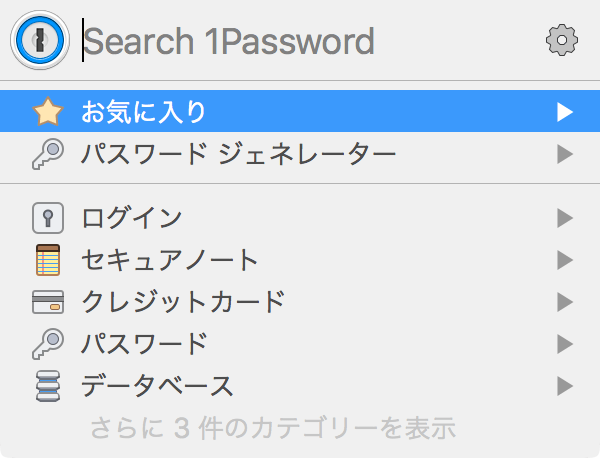 Search 1Password
お気に入り
パスワード ジェネレーター
ログイン
セキュアノート
クレジットカード
パスワード
データベース
さらに 3 件のカテゴリーを表示